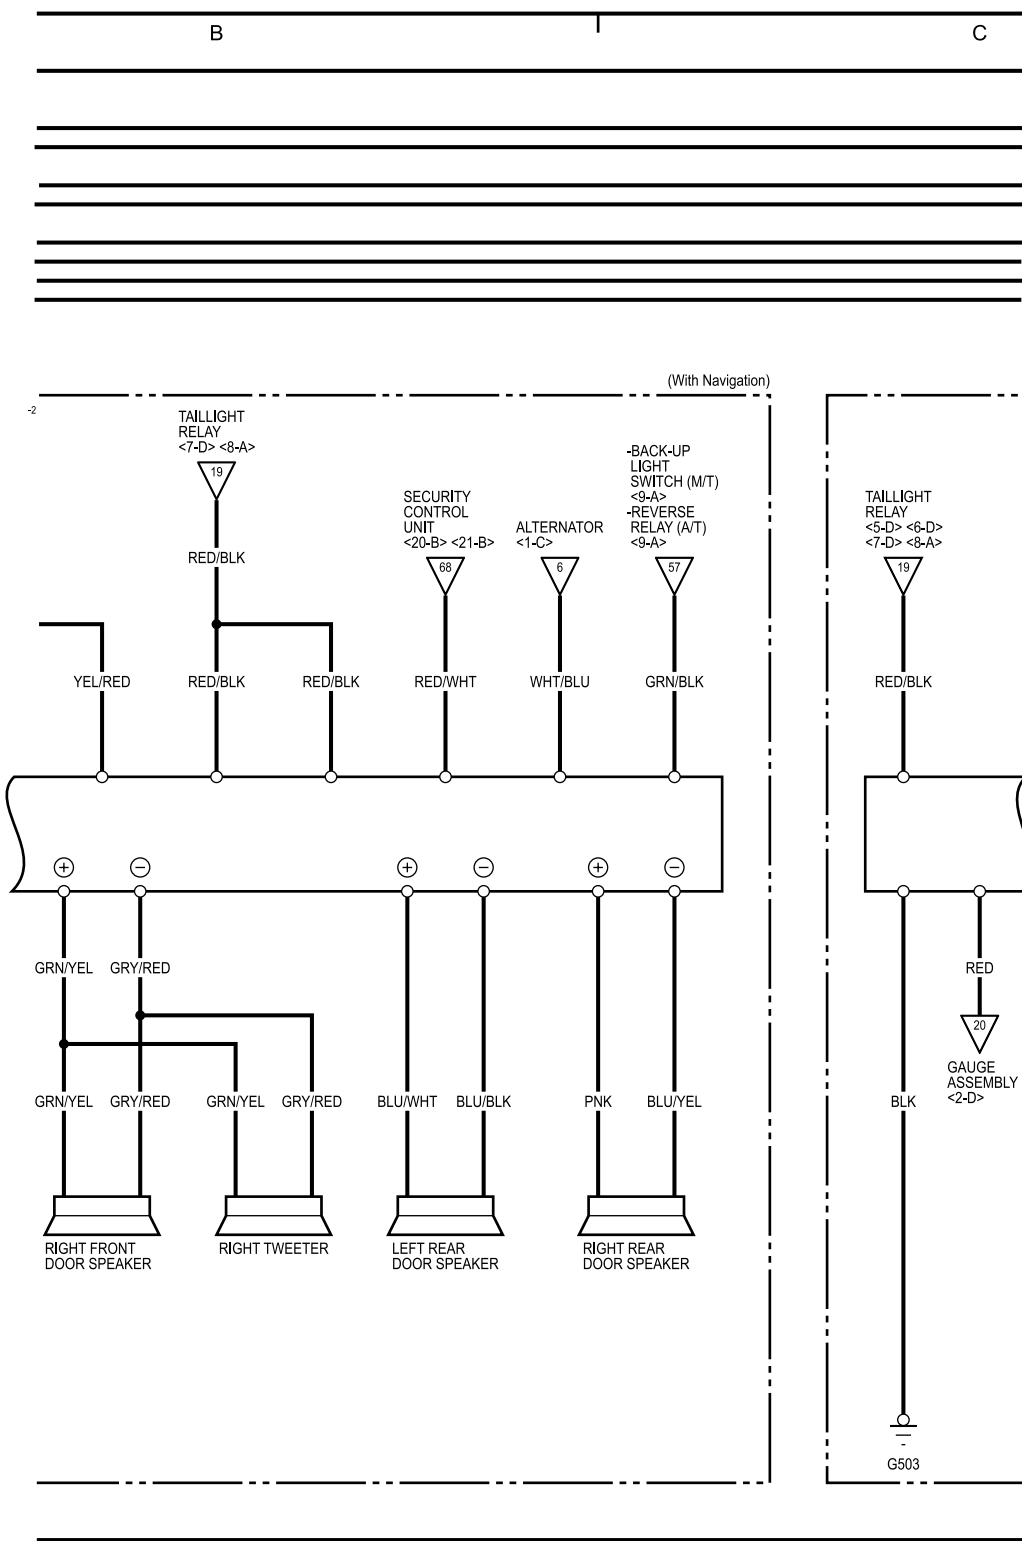 B
C
(With Navigation)
-2
TAILLIGHT
RELAY
<7-D> <8-A>
19
SECURITY
CONTROL
UNIT
<20-B> <21-B>
68
ALTERNATOR
<1-C>
6
-BACK-UP
LIGHT
SWITCH (M/T)
<9-A>
-REVERSE
RELAY (A/T)
<9-A>
57
TAILLIGHT
RELAY
<5-D> <6-D>
<7-D> <8-A>
19
RED/BLK
YEL/RED
RED/BLK
RED/BLK
RED/WHT
WHT/BLU
GRN/BLK
RED/BLK
+
−
+
−
+
−
GRN/YEL
GRY/RED
RED
20
GAUGE
ASSEMBLY
<2-D>
GRN/YEL
GRY/RED
GRN/YEL
GRY/RED
BLU/WHT
BLU/BLK
PNK
BLU/YEL
BLK
RIGHT FRONT
DOOR SPEAKER
RIGHT TWEETER
LEFT REAR
DOOR SPEAKER
RIGHT REAR
DOOR SPEAKER
G503